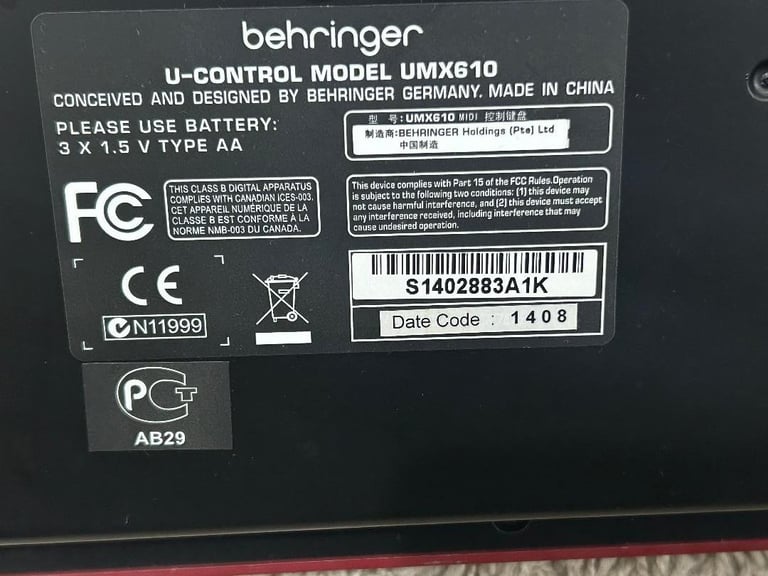 behringer
U-CONTROL MODEL UMX610
CONCEIVED AND DESIGNED BY BEHRINGER GERMANY. MADE IN CHINA
PLEASE USE BATTERY:
3 X 1.5 V TYPE AA
型 号:UMX610 MIDI 控制键盘
制造商:BEHRINGER Holdings (Pte) Ltd
中国制造
FC
THIS CLASS B DIGITAL APPARATUS
COMPLIES WITH CANADIAN ICES-003.
CET APPAREIL NUMÉRIQUE DE LA
CLASSE B EST CONFORME À LA
NORME NMB-003 DU CANADA.
This device complies with Part 15 of the FCC Rules.Operation
is subject to the following two conditions: (1) this device may
not cause harmful interference, and (2) this device must accept
any interference received, including interference that may
cause undesired operation.
CE
N11999
S1402883A1K
Date Code : 1408
PCT
AB29